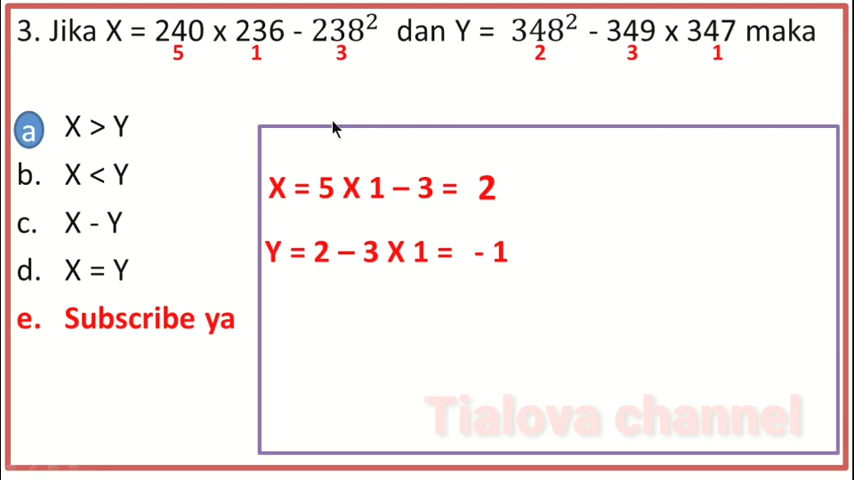 3. Jika X = 240 x 236 - 238² dan Y = 348² - 349 x 347 maka
5 1 3 2 3 1
a X > Y
b. X < Y
c. X - Y
d. X = Y
e. Subscribe ya
X = 5 X 1 – 3 = 2
Y = 2 – 3 X 1 = - 1
Tialova channel